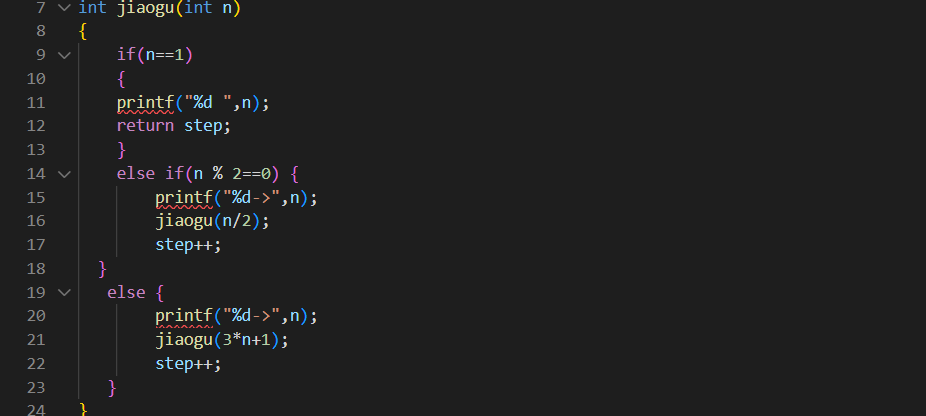 7 int jiaogu(int n)
8 {
9 if(n==1)
10 {
11 printf("%d ",n);
12 return step;
13 }
14 else if(n % 2==0) {
15 printf("%d->",n);
16 jiaogu(n/2);
17 step++;
18 }
19 else {
20 printf("%d->",n);
21 jiaogu(3*n+1);
22 step++;
23 }
24 }